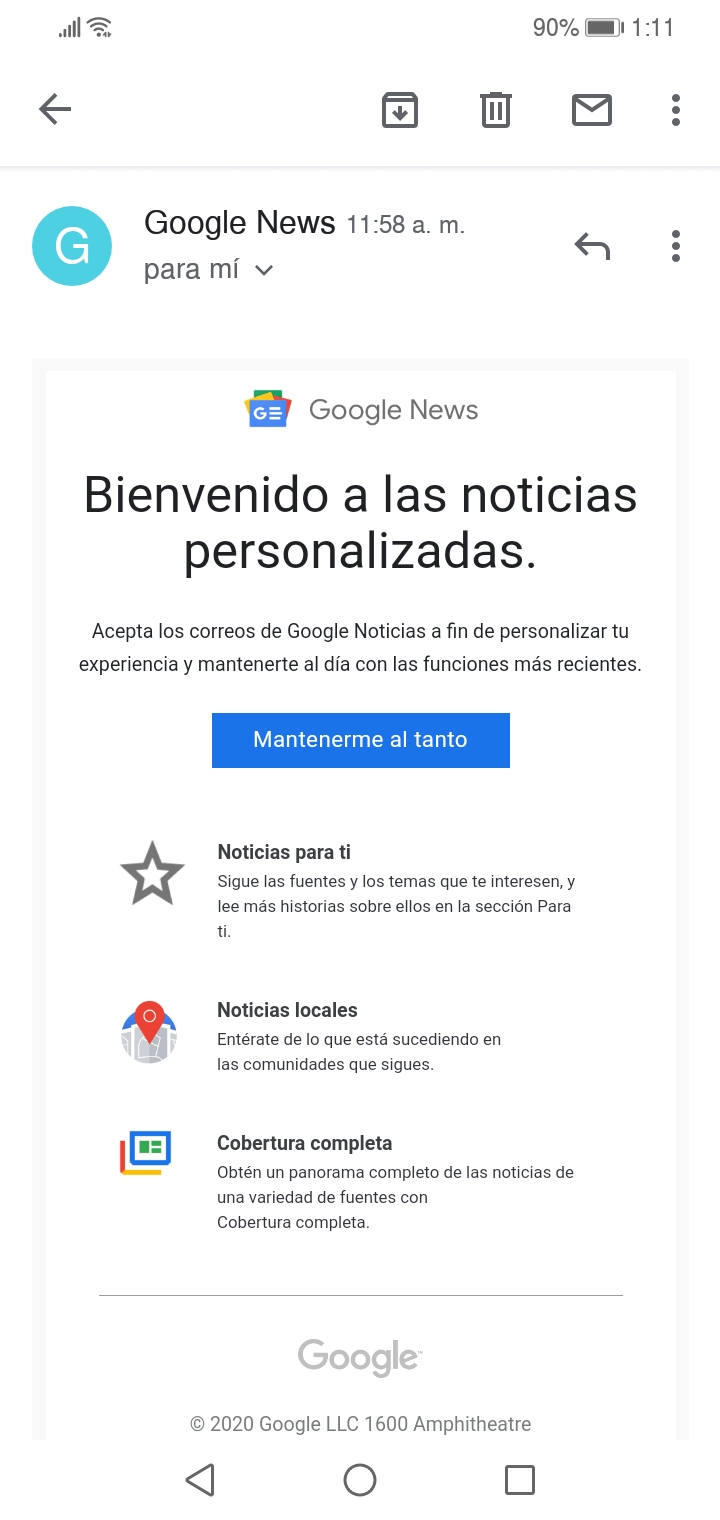 90% 1:11
G
Google News 11:58 a. m.
para mí
GE Google News
Bienvenido a las noticias
personalizadas.
Acepta los correos de Google Noticias a fin de personalizar tu
experiencia y mantenerte al día con las funciones más recientes.
Mantenerme al tanto
Noticias para ti
Sigue las fuentes y los temas que te interesen, y
lee más historias sobre ellos en la sección Para
ti.
Noticias locales
Entérate de lo que está sucediendo en
las comunidades que sigues.
Cobertura completa
Obtén un panorama completo de las noticias de
una variedad de fuentes con
Cobertura completa.
Google™
© 2020 Google LLC 1600 Amphitheatre